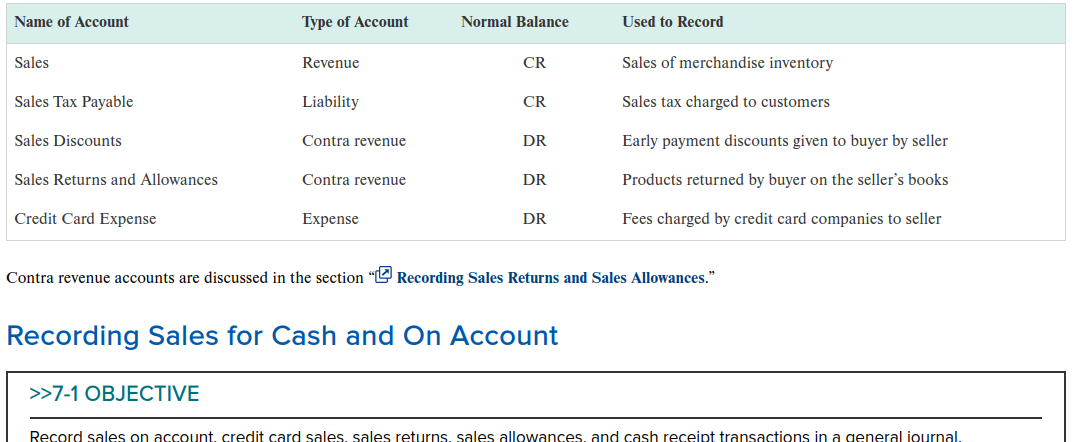 Name of Account Type of Account Normal Balance Used to Record
Sales Revenue CR Sales of merchandise inventory
Sales Tax Payable Liability CR Sales tax charged to customers
Sales Discounts Contra revenue DR Early payment discounts given to buyer by seller
Sales Returns and Allowances Contra revenue DR Products returned by buyer on the seller’s books
Credit Card Expense Expense DR Fees charged by credit card companies to seller
Contra revenue accounts are discussed in the section “Recording Sales Returns and Sales Allowances.”
Recording Sales for Cash and On Account
>>7-1 OBJECTIVE
Record sales on account, credit card sales, sales returns, sales allowances, and cash receipt transactions in a general journal.